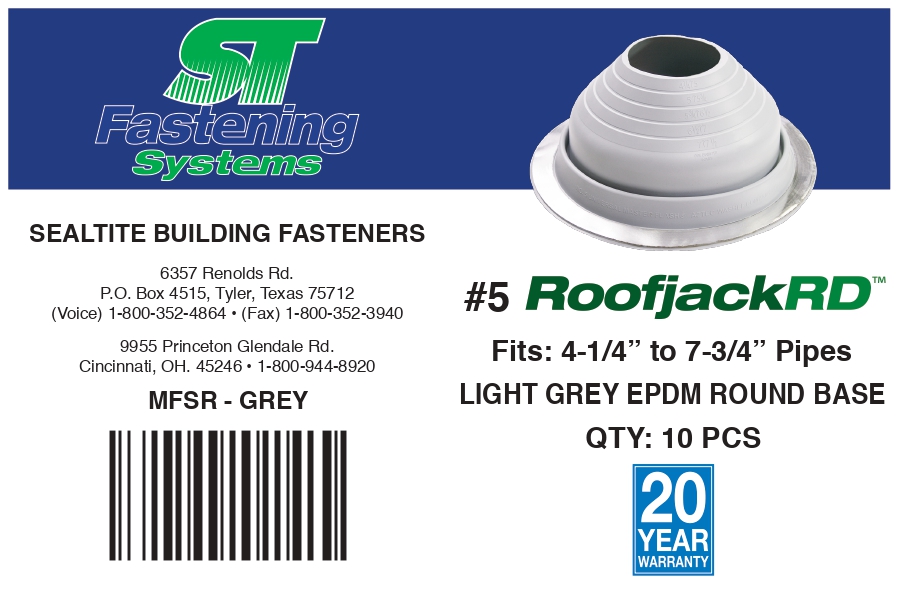 ST
Fastening
Systems
SEALTITE BUILDING FASTENERS
6357 Renolds Rd.
P.O. Box 4515, Tyler, Texas 75712
(Voice) 1-800-352-4864 • (Fax) 1-800-352-3940
9955 Princeton Glendale Rd.
Cincinnati, OH. 45246 • 1-800-944-8920
MFSR - GREY
#5 RoofjackRD™
Fits: 4-1/4” to 7-3/4” Pipes
LIGHT GREY EPDM ROUND BASE
QTY: 10 PCS
20
YEAR
WARRANTY